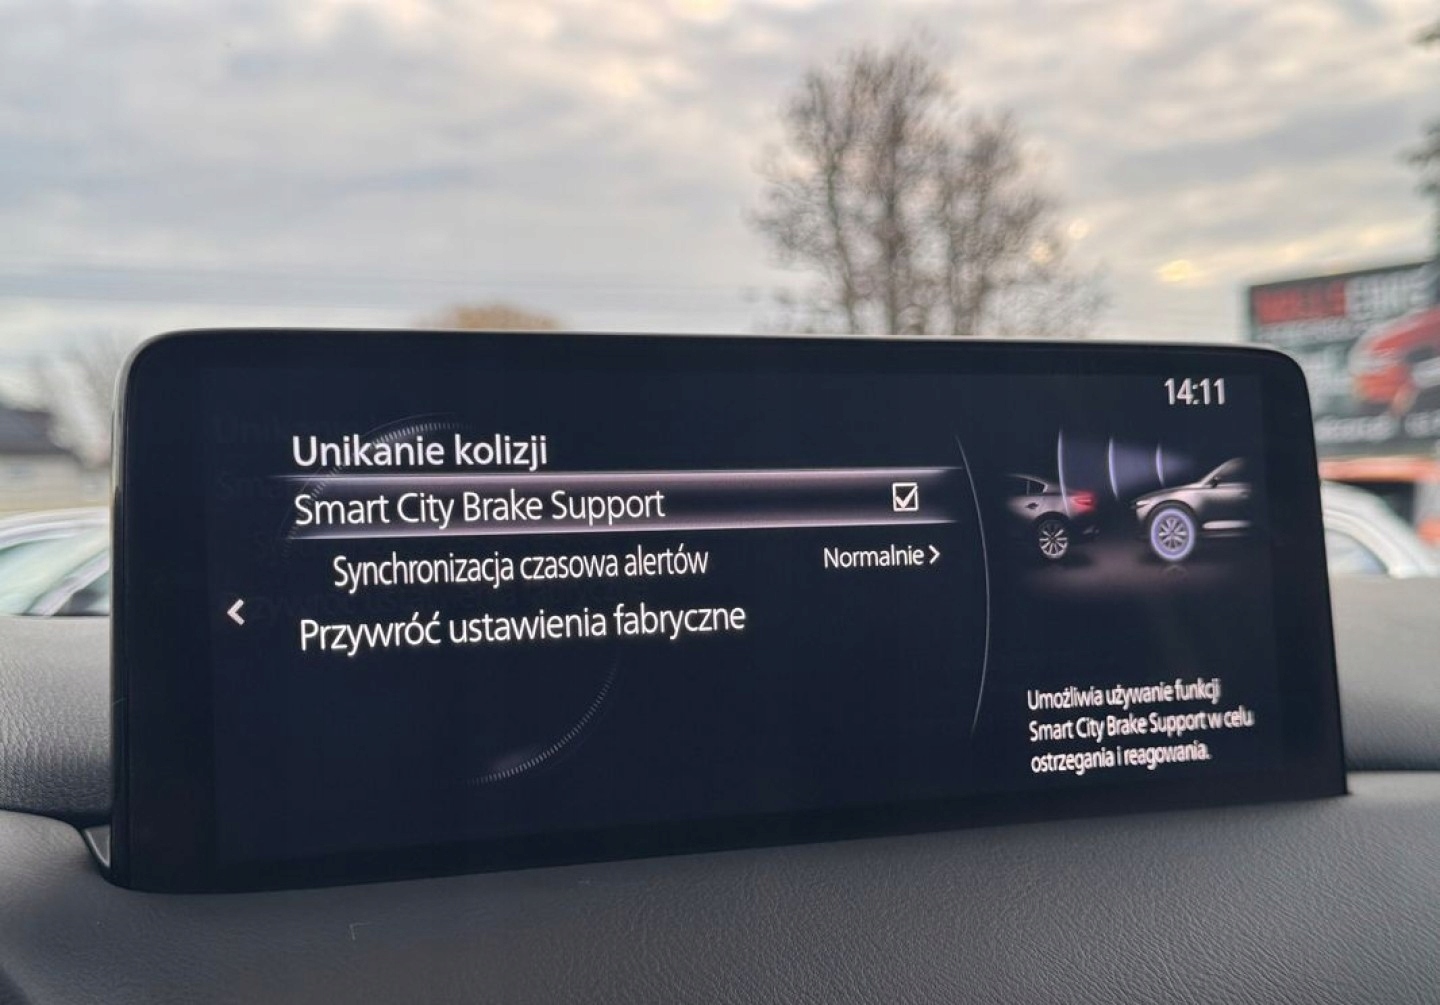 14:11
Unikanie kolizji
Smart City Brake Support
Synchronizacja czasowa alertów Normalnie >
Przywróć ustawienia fabryczne
Umożliwia używanie funkcji
Smart City Brake Support w celu
ostrzegania i reagowania.